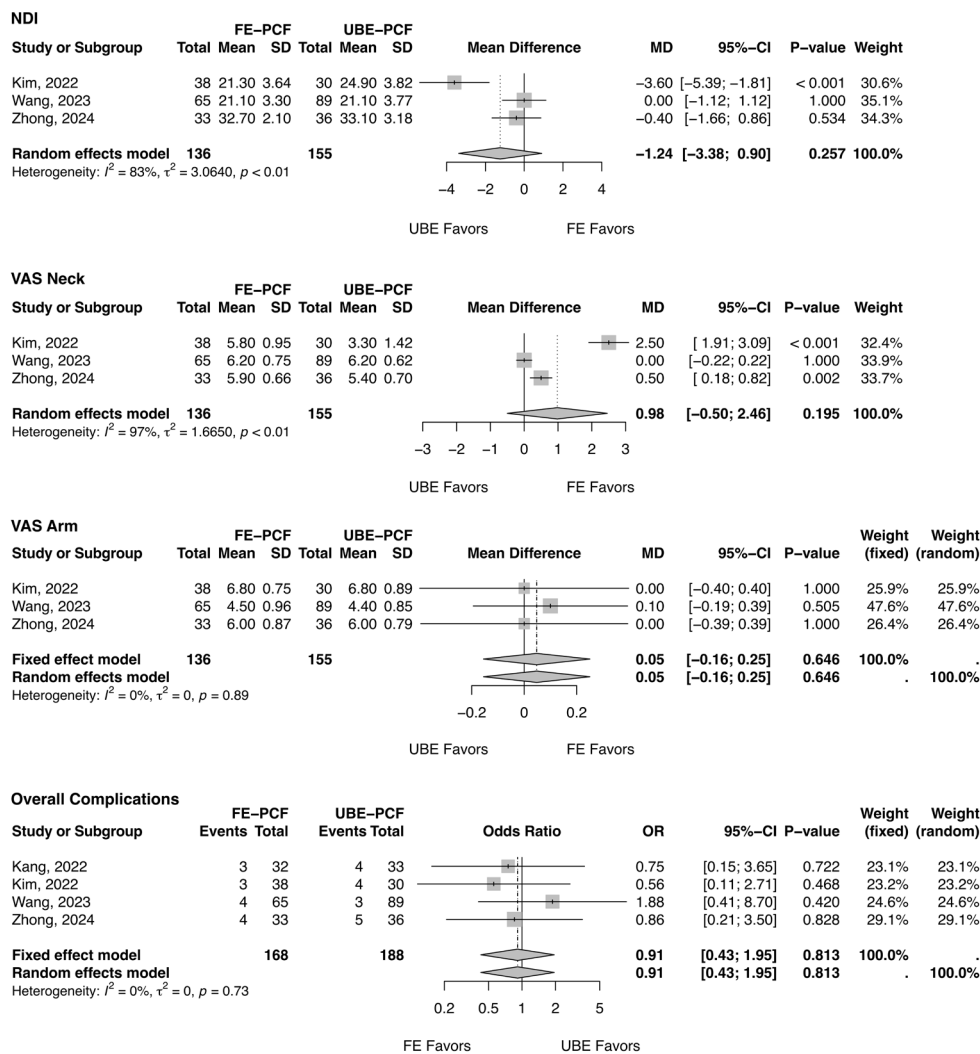 NDI
FE−PCF UBE−PCF
Study or Subgroup Total Mean SD Total Mean SD Mean Difference MD 95%−CI P−value Weight
Kim, 2022 38 21.30 3.64 30 24.90 3.82 −3.60 [−5.39; −1.81] < 0.001 30.6%
Wang, 2023 65 21.10 3.30 89 21.10 3.77 0.00 [−1.12; 1.12] 1.000 35.1%
Zhong, 2024 33 32.70 2.10 36 33.10 3.18 −0.40 [−1.66; 0.86] 0.534 34.3%
Random effects model 136 155 −1.24 [−3.38; 0.90] 0.257 100.0%
Heterogeneity: I² = 83%, τ² = 3.0640, p < 0.01
−4 −2 0 2 4
UBE Favors FE Favors
VAS Neck
FE−PCF UBE−PCF
Study or Subgroup Total Mean SD Total Mean SD Mean Difference MD 95%−CI P−value Weight
Kim, 2022 38 5.80 0.95 30 3.30 1.42 2.50 [ 1.91; 3.09] < 0.001 32.4%
Wang, 2023 65 6.20 0.75 89 6.20 0.62 0.00 [−0.22; 0.22] 1.000 33.9%
Zhong, 2024 33 5.90 0.66 36 5.40 0.70 0.50 [ 0.18; 0.82] 0.002 33.7%
Random effects model 136 155 0.98 [−0.50; 2.46] 0.195 100.0%
Heterogeneity: I² = 97%, τ² = 1.6650, p < 0.01
−3 −2 −1 0 1 2 3
UBE Favors FE Favors
VAS Arm
FE−PCF UBE−PCF Weight Weight
Study or Subgroup Total Mean SD Total Mean SD Mean Difference MD 95%−CI P−value (fixed) (random)
Kim, 2022 38 6.80 0.75 30 6.80 0.89 0.00 [−0.40; 0.40] 1.000 25.9% 25.9%
Wang, 2023 65 4.50 0.96 89 4.40 0.85 0.10 [−0.19; 0.39] 0.505 47.6% 47.6%
Zhong, 2024 33 6.00 0.87 36 6.00 0.79 0.00 [−0.39; 0.39] 1.000 26.4% 26.4%
Fixed effect model 136 155 0.05 [−0.16; 0.25] 0.646 100.0% .
Random effects model 0.05 [−0.16; 0.25] 0.646 . 100.0%
Heterogeneity: I² = 0%, τ² = 0, p = 0.89
−0.2 0 0.2
UBE Favors FE Favors
Overall Complications
FE−PCF UBE−PCF Weight Weight
Study or Subgroup Events Total Events Total Odds Ratio OR 95%−CI P−value (fixed) (random)
Kang, 2022 3 32 4 33 0.75 [0.15; 3.65] 0.722 23.1% 23.1%
Kim, 2022 3 38 4 30 0.56 [0.11; 2.71] 0.468 23.2% 23.2%
Wang, 2023 4 65 3 89 1.88 [0.41; 8.70] 0.420 24.6% 24.6%
Zhong, 2024 4 33 5 36 0.86 [0.21; 3.50] 0.828 29.1% 29.1%
Fixed effect model 168 188 0.91 [0.43; 1.95] 0.813 100.0% .
Random effects model 0.91 [0.43; 1.95] 0.813 . 100.0%
Heterogeneity: I² = 0%, τ² = 0, p = 0.73
0.2 0.5 1 2 5
FE Favors UBE Favors